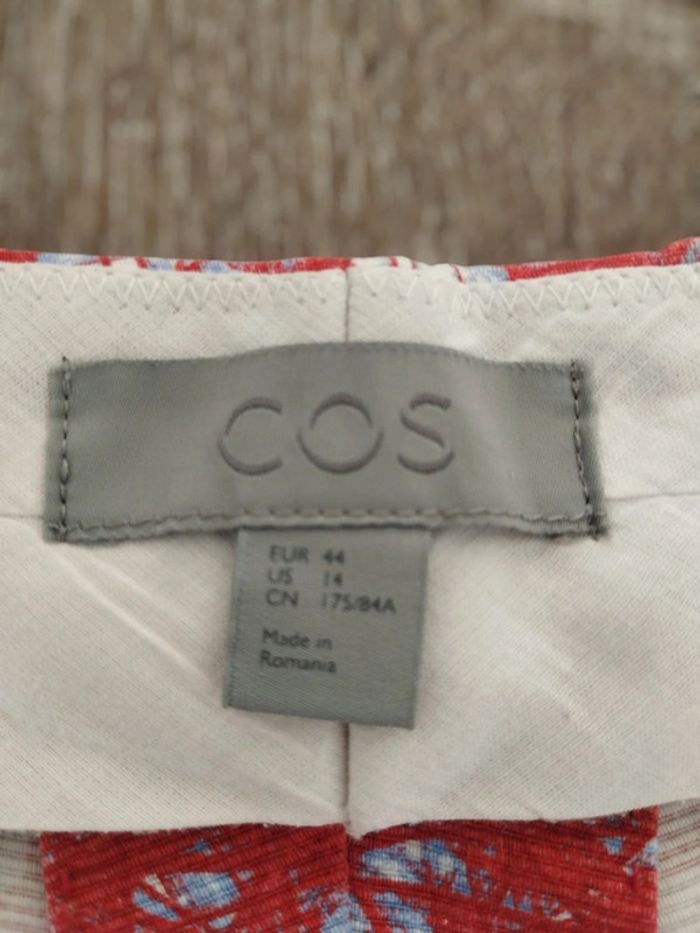 COS
EUR 44
US 14
CN 175/84A
Made in
Romania